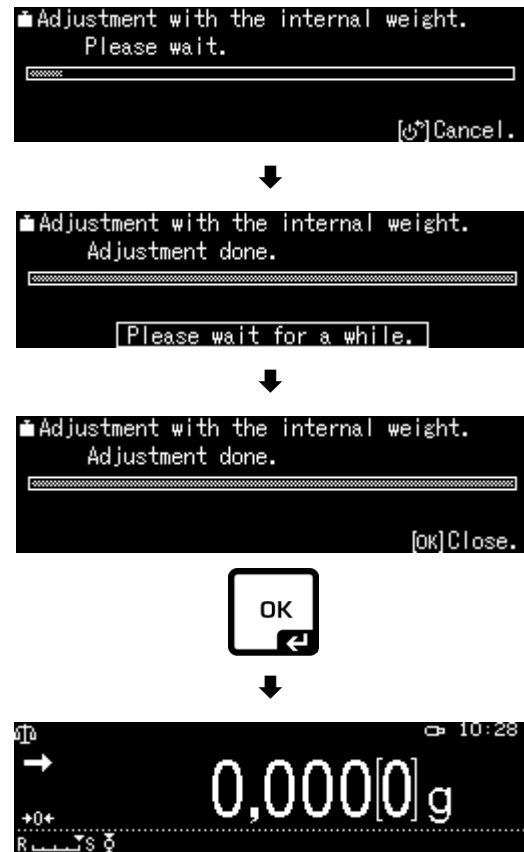 Adjustment with the internal weight.
Please wait.
[⏻]Cancel.
Adjustment with the internal weight.
Adjustment done.
Please wait for a while.
Adjustment with the internal weight.
Adjustment done.
[OK]Close.
OK
10:28
0,000[0] g
→0←
R S